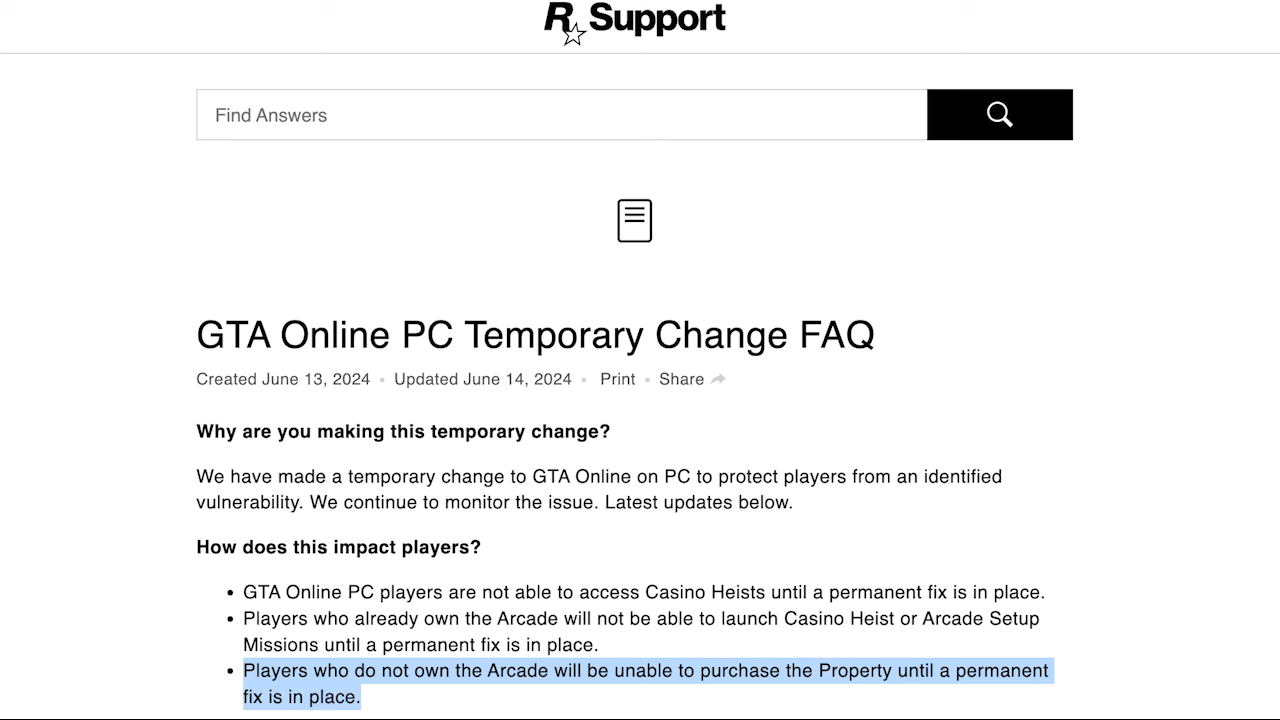 R Support
Find Answers
GTA Online PC Temporary Change FAQ
Created June 13, 2024 • Updated June 14, 2024 • Print • Share
Why are you making this temporary change?
We have made a temporary change to GTA Online on PC to protect players from an identified
vulnerability. We continue to monitor the issue. Latest updates below.
How does this impact players?
• GTA Online PC players are not able to access Casino Heists until a permanent fix is in place.
• Players who already own the Arcade will not be able to launch Casino Heist or Arcade Setup
Missions until a permanent fix is in place.
• Players who do not own the Arcade will be unable to purchase the Property until a permanent
fix is in place.